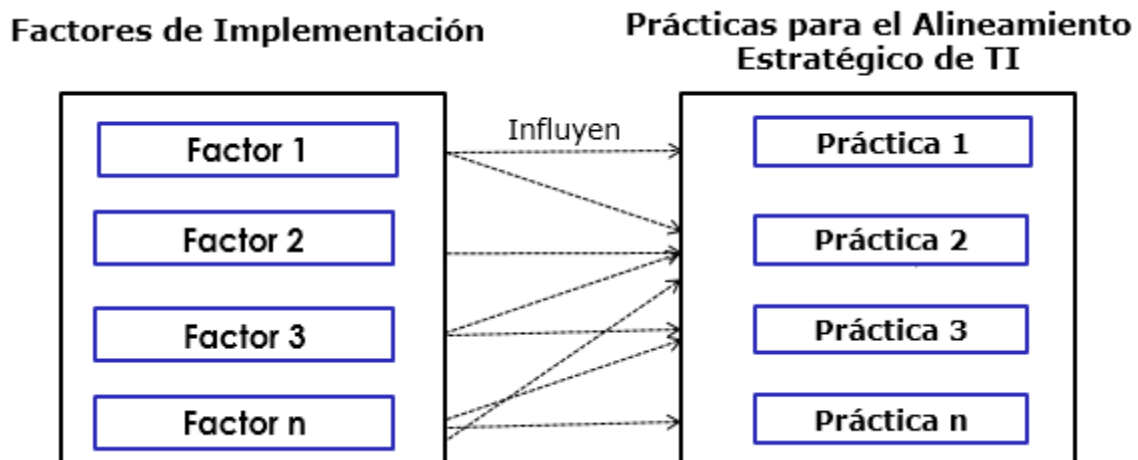 Factores de Implementación
Prácticas para el Alineamiento
Estratégico de TI
Influyen
Factor 1
Práctica 1
Factor 2
Práctica 2
Factor 3
Práctica 3
Factor n
Práctica n